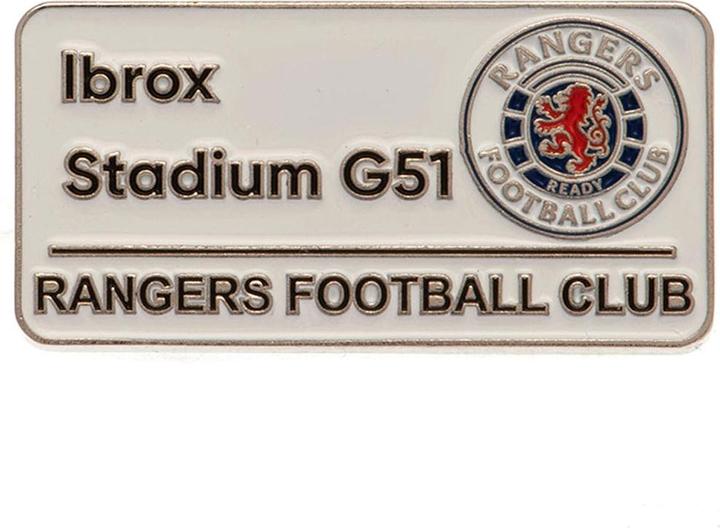 Ibrox
Stadium G51
RANGERS
READY
FOOTBALL CLUB
RANGERS FOOTBALL CLUB